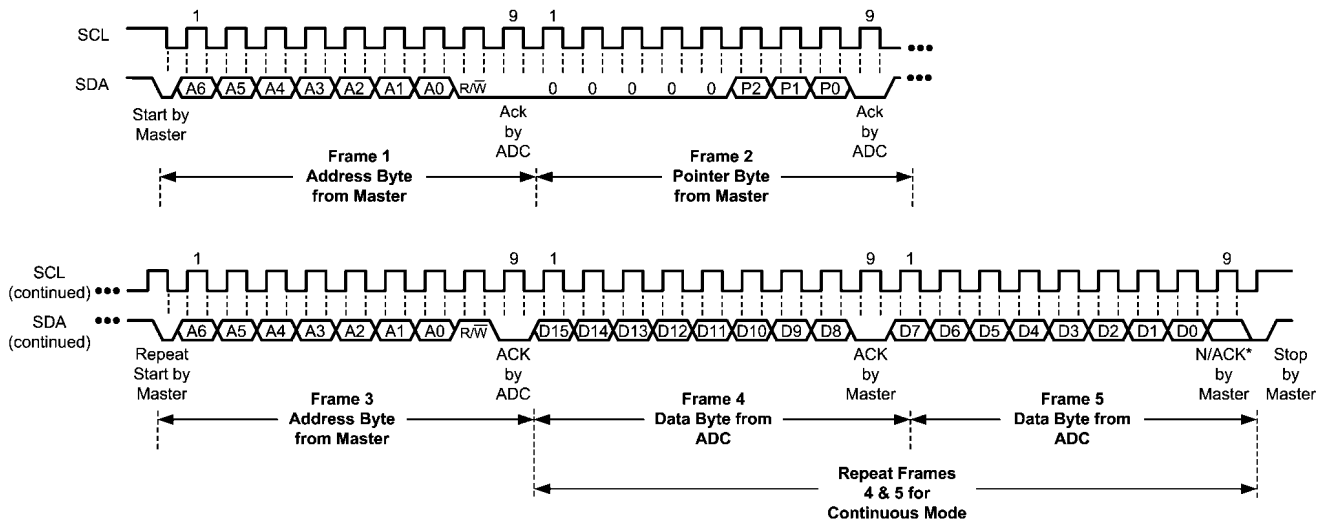 1 9 1 9
SCL
SDA A6 A5 A4 A3 A2 A1 A0 R/W̅ 0 0 0 0 0 P2 P1 P0
Start by
Master
Ack
by
ADC
Ack
by
ADC
Frame 1
Address Byte
from Master
Frame 2
Pointer Byte
from Master
1 9 1 9 1 9
SCL
(continued)
SDA
(continued)
A6 A5 A4 A3 A2 A1 A0 R/W̅ D15 D14 D13 D12 D11 D10 D9 D8 D7 D6 D5 D4 D3 D2 D1 D0
Repeat
Start by
Master
ACK
by
ADC
ACK
by
Master
N/ACK*
by
Master
Stop
by
Master
Frame 3
Address Byte
from Master
Frame 4
Data Byte from
ADC
Frame 5
Data Byte from
ADC
Repeat Frames
4 & 5 for
Continuous Mode